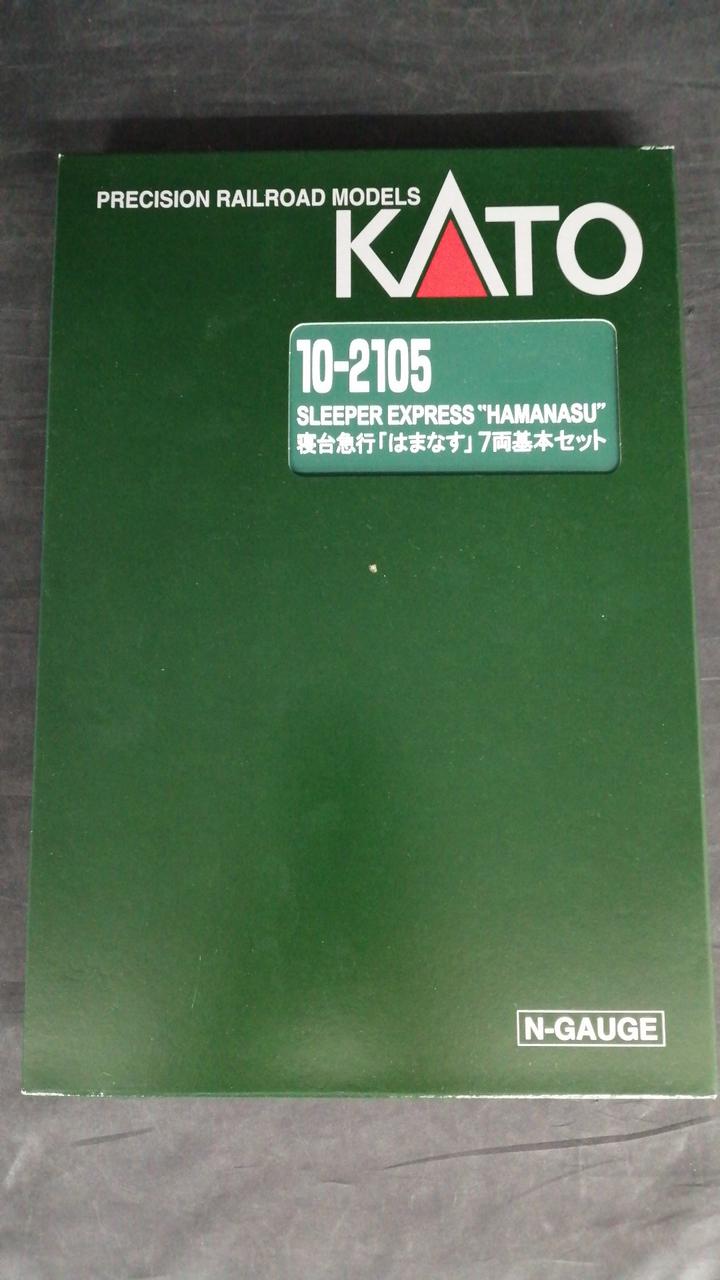 PRECISION RAILROAD MODELS
KATO
10-2105
SLEEPER EXPRESS “HAMANASU”
寝台急行「はまなす」7両基本セット
N-GAUGE